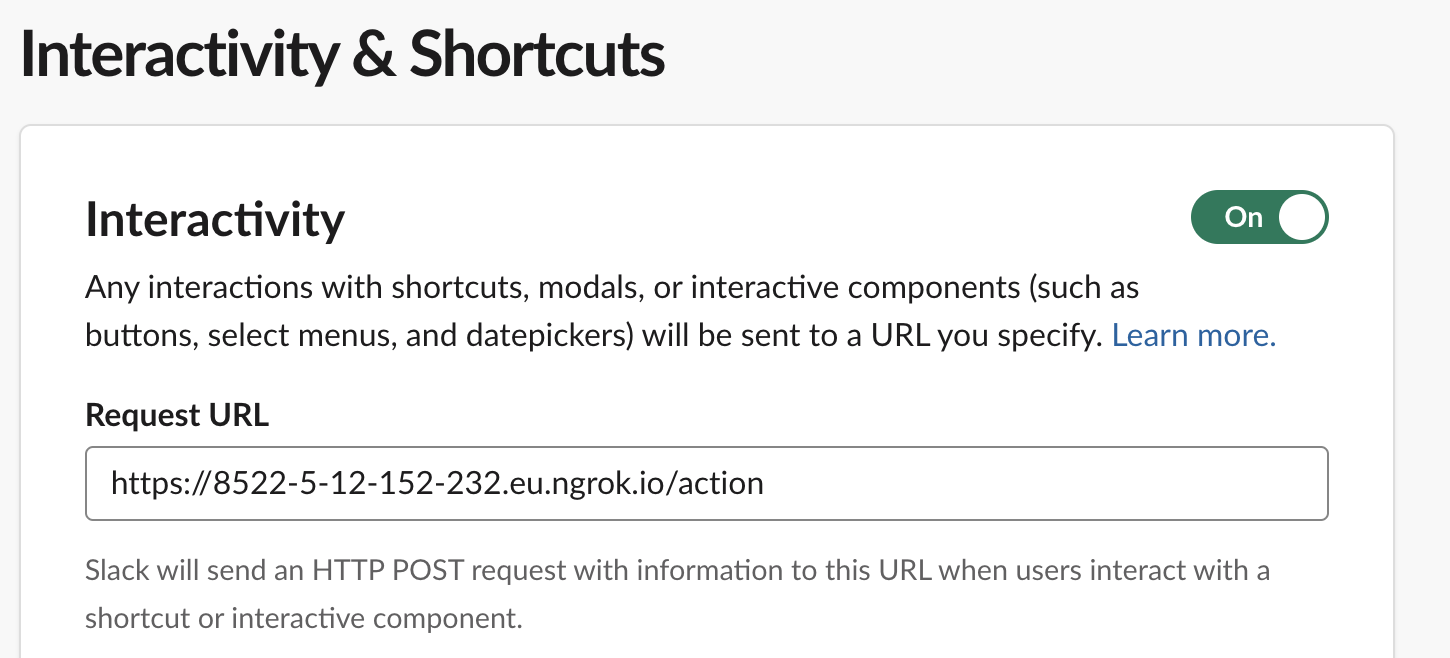 Interactivity & Shortcuts
Interactivity
On
Any interactions with shortcuts, modals, or interactive components (such as
buttons, select menus, and datepickers) will be sent to a URL you specify. Learn more.
Request URL
https://8522-5-12-152-232.eu.ngrok.io/action
Slack will send an HTTP POST request with information to this URL when users interact with a
shortcut or interactive component.